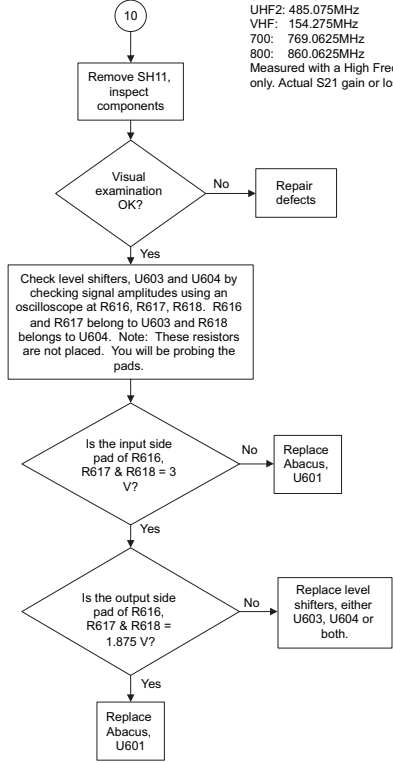 10
UHF2: 485.075MHz
VHF: 154.275MHz
700: 769.0625MHz
800: 860.0625MHz
Measured with a High
only. Actual S21 gain or
Remove SH11,
inspect
components
Visual
examination
OK?
No
Repair
defects
Yes
Check level shifters, U603 and U604 by
checking signal amplitudes using an
oscilloscope at R616, R617, R618. R616
and R617 belong to U603 and R618
belongs to U604. Note: These resistors
are not placed. You will be probing the
pads.
Is the input side
pad of R616,
R617 & R618 = 3
V?
No
Replace
Abacus,
U601
Yes
Is the output side
pad of R616,
R617 & R618 =
1.875 V?
No
Replace level
shifters, either
U603, U604 or
both.
Yes
Replace
Abacus,
U601